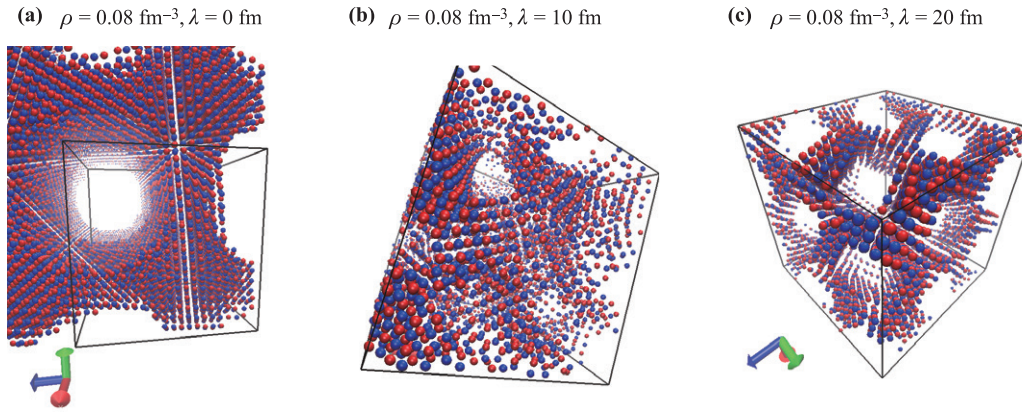 (a) ρ = 0.08 fm⁻³, λ = 0 fm
(b) ρ = 0.08 fm⁻³, λ = 10 fm
(c) ρ = 0.08 fm⁻³, λ = 20 fm